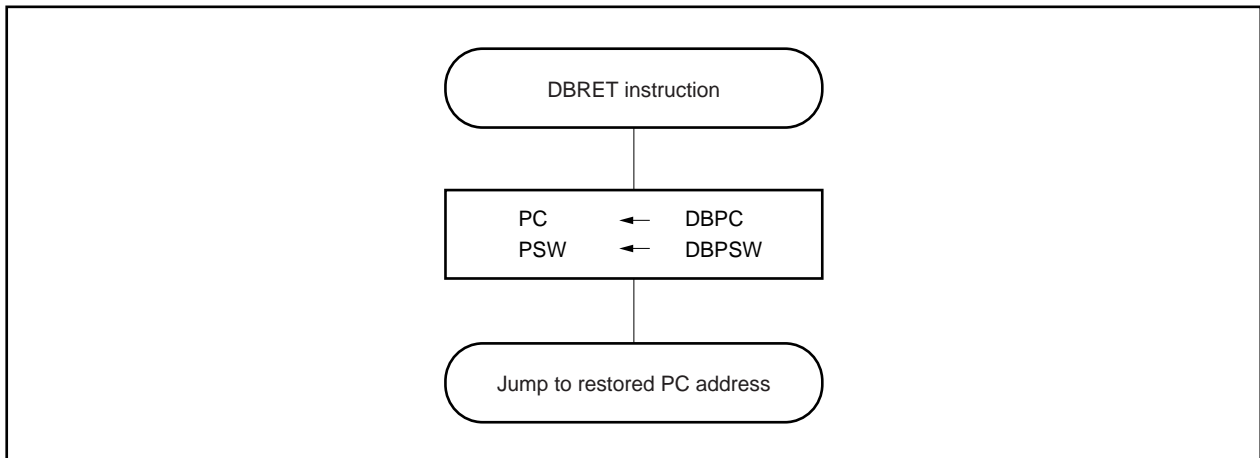 DBRET instruction
PC ← DBPC
PSW ← DBPSW
Jump to restored PC address